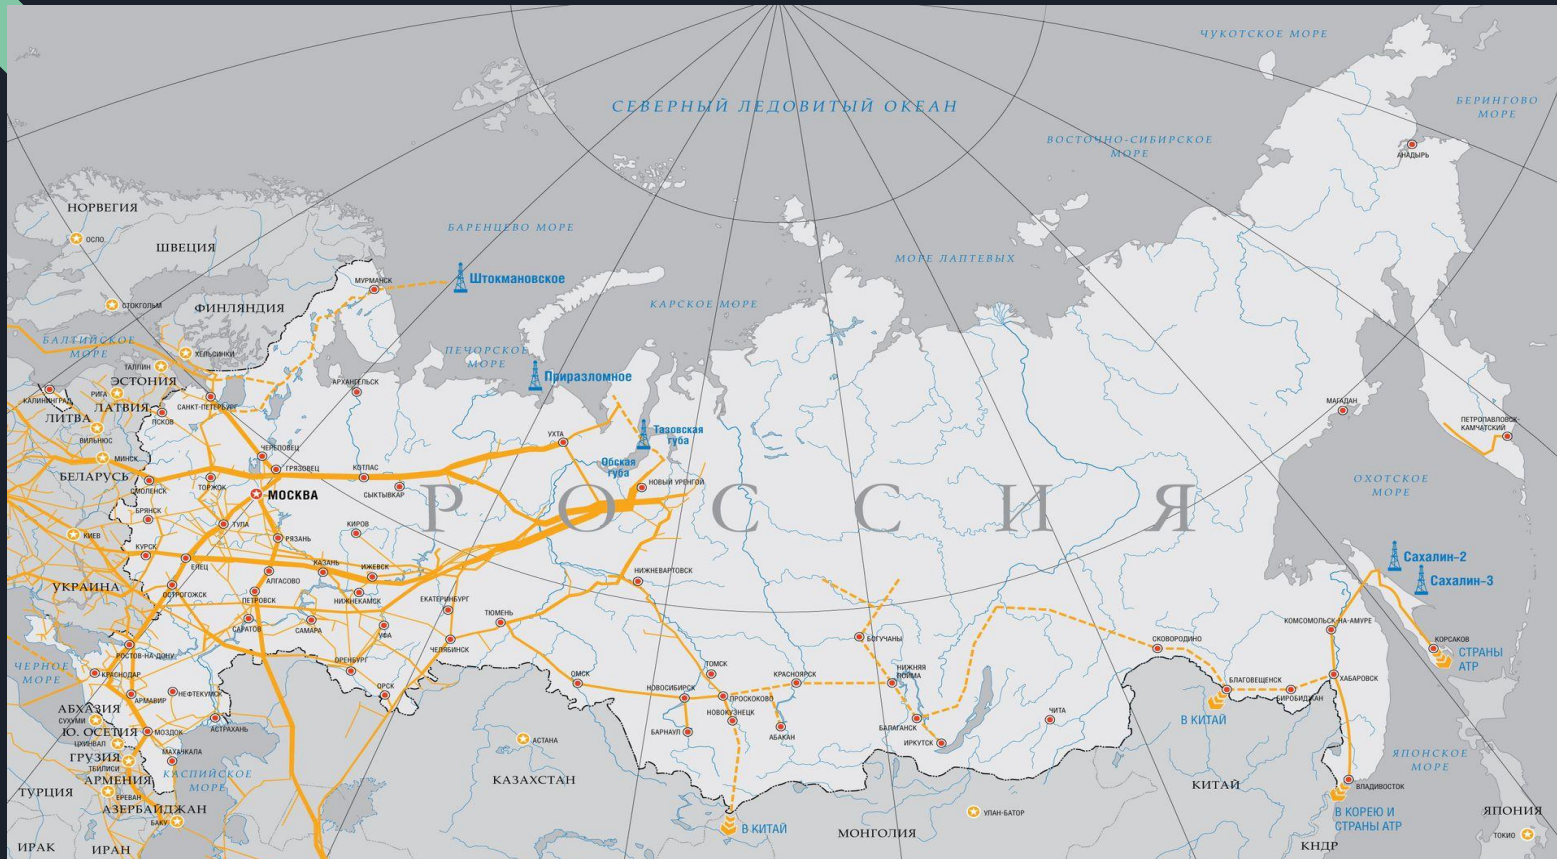 ЧУКОТСКОЕ МОРЕ
СЕВЕРНЫЙ ЛЕДОВИТЫЙ ОКЕАН
БЕРИНГОВО
МОРЕ
ВОСТОЧНО-СИБИРСКОЕ
МОРЕ
АНАДЫРЬ
НОРВЕГИЯ
ОСЛО
ШВЕЦИЯ
БАРЕНЦЕВО МОРЕ
МОРЕ ЛАПТЕВЫХ
МУРМАНСК
Штокмановское
СТОКГОЛЬМ
ФИНЛЯНДИЯ
КАРСКОЕ МОРЕ
БАЛТИЙСКОЕ
МОРЕ
ХЕЛЬСИНКИ
ПЕЧОРСКОЕ
МОРЕ
ТАЛЛИН
ЭСТОНИЯ
АРХАНГЕЛЬСК
Приразломное
КАЛИНИНГРАД
РИГА
ЛАТВИЯ
САНКТ-ПЕТЕРБУРГ
МАГАДАН
ЛИТВА
ПСКОВ
ПЕТРОПАВЛОВСК-
КАМЧАТСКИЙ
ВИЛЬНЮС
УХТА
Тазовская
губа
ЧЕРЕПОВЕЦ
МИНСК
ГРЯЗОВЕЦ
КОТЛАС
Обская
губа
БЕЛАРУСЬ
СМОЛЕНСК
ТОРЖОК
МОСКВА
СЫКТЫВКАР
НОВЫЙ УРЕНГОЙ
ОХОТСКОЕ
МОРЕ
РОССИЯ
БРЯНСК
ТУЛА
КИРОВ
КИЕВ
РЯЗАНЬ
КУРСК
ЕЛЕЦ
КАЗАНЬ
ИЖЕВСК
Сахалин-2
Сахалин-3
УКРАИНА
ОСТРОГОЖСК
АЛГАСОВО
НИЖНЕКАМСК
НИЖНЕВАРТОВСК
ПЕТРОВСК
ЕКАТЕРИНБУРГ
ТЮМЕНЬ
САРАТОВ
САМАРА
УФА
БОГУЧАНЫ
СКОВОРОДИНО
КОМСОМОЛЬСК-НА-АМУРЕ
КОРСАКОВ
СТРАНЫ
АТР
РОСТОВ-НА-ДОНУ
ЧЕЛЯБИНСК
ОРЕНБУРГ
ЧЕРНОЕ
МОРЕ
КРАСНОДАР
ОМСК
ТОМСК
КРАСНОЯРСК
НИЖНЯЯ
ПОЙМА
БЛАГОВЕЩЕНСК
ХАБАРОВСК
АРМАВИР
НЕФТЕКУМСК
ОРСК
НОВОСИБИРСК
ПРОСКОКОВО
БИРОБИДЖАН
АБХАЗИЯ
СУХУМИ
НОВОКУЗНЕЦК
В КИТАЙ
Ю. ОСЕТИЯ
МОЗДОК
АСТРАХАНЬ
БАРНАУЛ
АБАКАН
БАЛАГАНСК
ЧИТА
ЦХИНВАЛ
АСТАНА
ИРКУТСК
ГРУЗИЯ
МАХАЧКАЛА
ТБИЛИСИ
КАСПИЙСКОЕ
МОРЕ
ЯПОНСКОЕ
МОРЕ
АРМЕНИЯ
КАЗАХСТАН
КИТАЙ
ВЛАДИВОСТОК
ТУРЦИЯ
ЕРЕВАН
АЗЕРБАЙДЖАН
БАКУ
УЛАН-БАТОР
В КОРЕЮ И
СТРАНЫ АТР
ЯПОНИЯ
В КИТАЙ
МОНГОЛИЯ
ТОКИО
ИРАК
ИРАН
КНДР